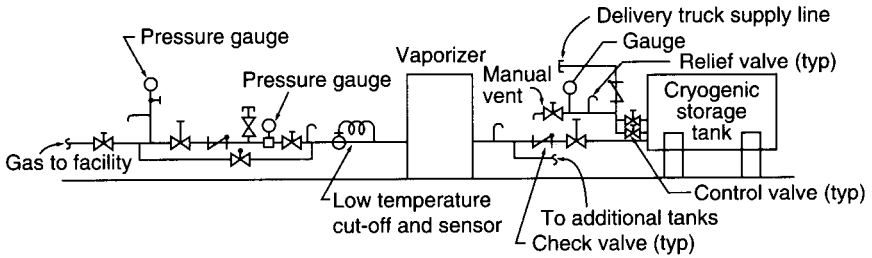 Delivery truck supply line
Pressure gauge
Gauge
Vaporizer
Relief valve (typ)
Pressure gauge
Manual
vent
Cryogenic
storage
tank
Gas to facility
Low temperature
cut-off and sensor
Control valve (typ)
To additional tanks
Check valve (typ)